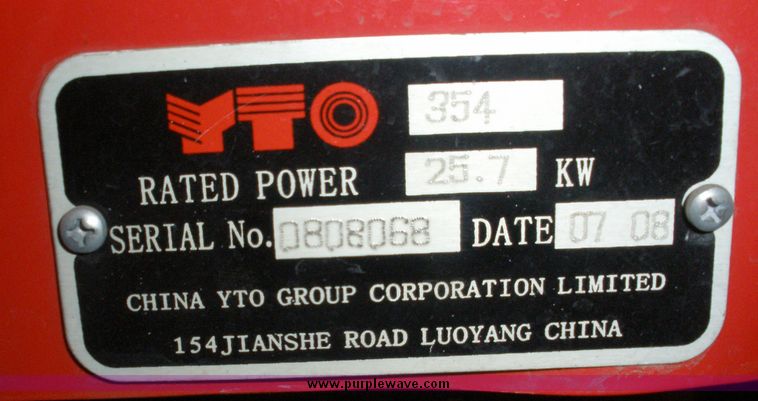 YTO 354
RATED POWER 25.7 KW
SERIAL No. 0808068 DATE 07 08
CHINA YTO GROUP CORPORATION LIMITED
154JIANSHE ROAD LUOYANG CHINA
www.purplewave.com